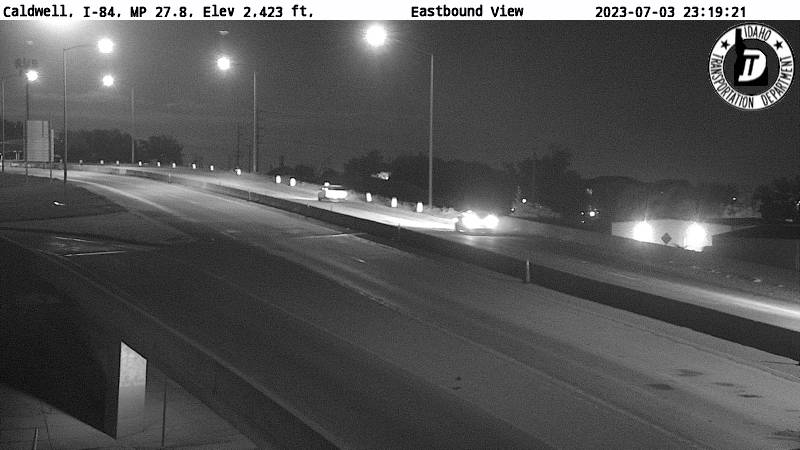 Caldwell, I-84, MP 27.8, Elev 2,423 ft, Eastbound View 2023-07-03 23:19:21
IDAHO
TRANSPORTATION DEPARTMENT